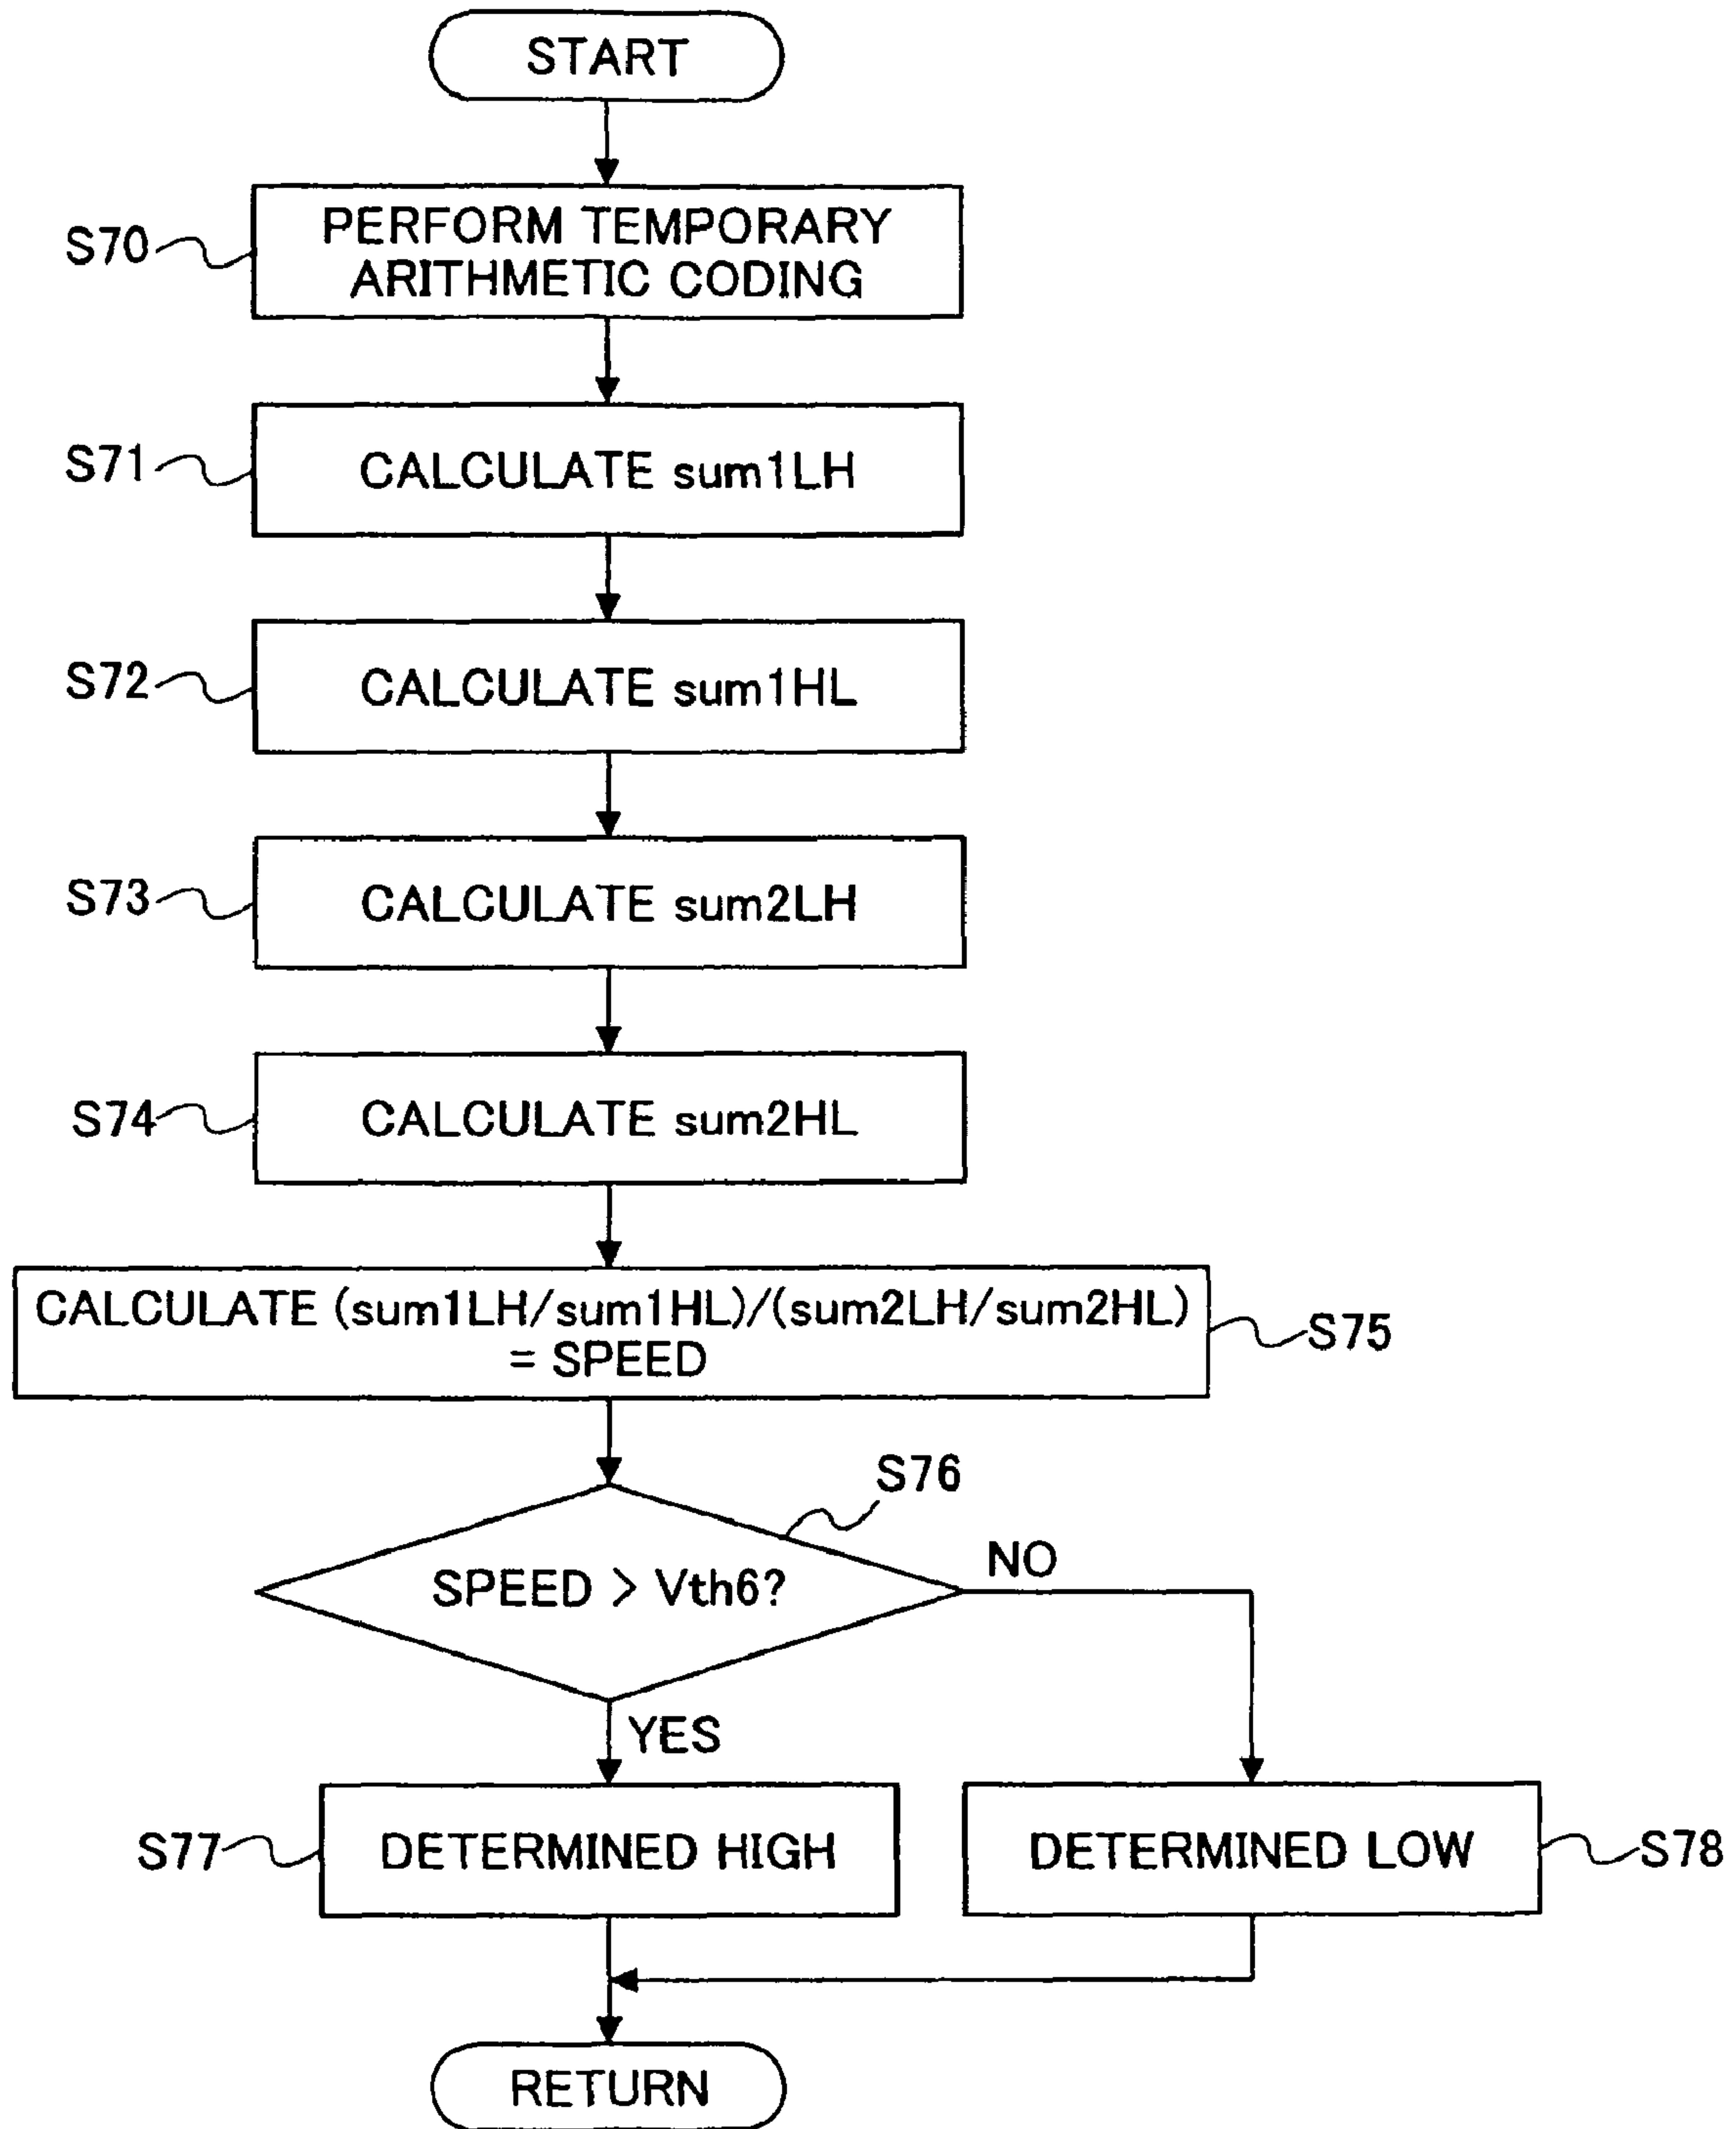 START
S70
PERFORM TEMPORARY
ARITHMETIC CODING
S71
CALCULATE sum1LH
S72
CALCULATE sum1HL
S73
CALCULATE sum2LH
S74
CALCULATE sum2HL
CALCULATE (sum1LH/sum1HL)/(sum2LH/sum2HL)
= SPEED
S75
S76
SPEED > Vth6?
NO
YES
S77
DETERMINED HIGH
DETERMINED LOW
S78
RETURN